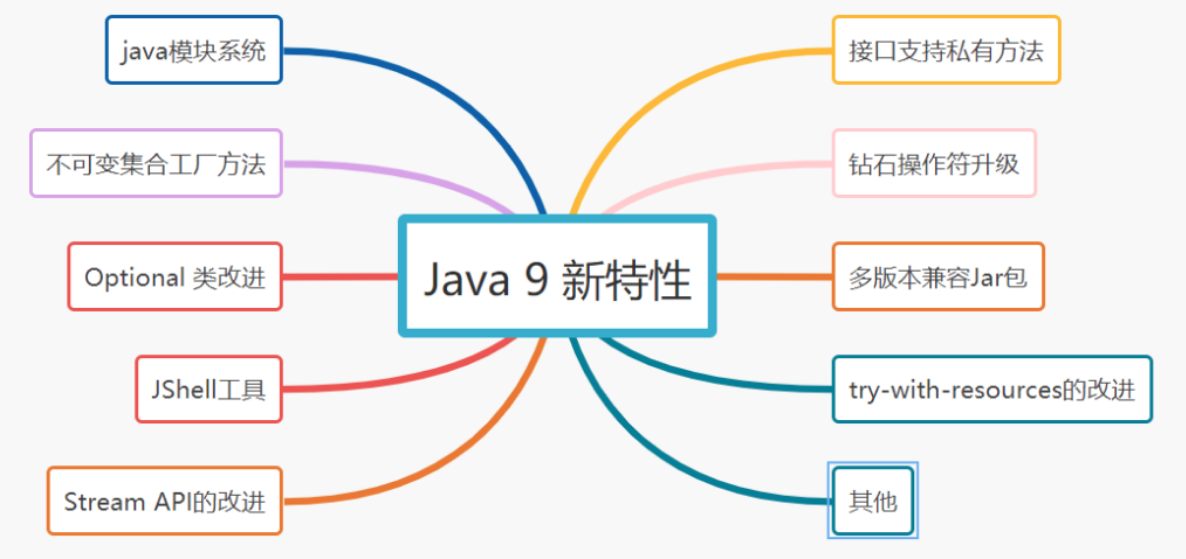 java模块系统
接口支持私有方法
不可变集合工厂方法
钻石操作符升级
Optional 类改进
Java 9 新特性
多版本兼容Jar包
JShell工具
try-with-resources的改进
Stream API的改进
其他